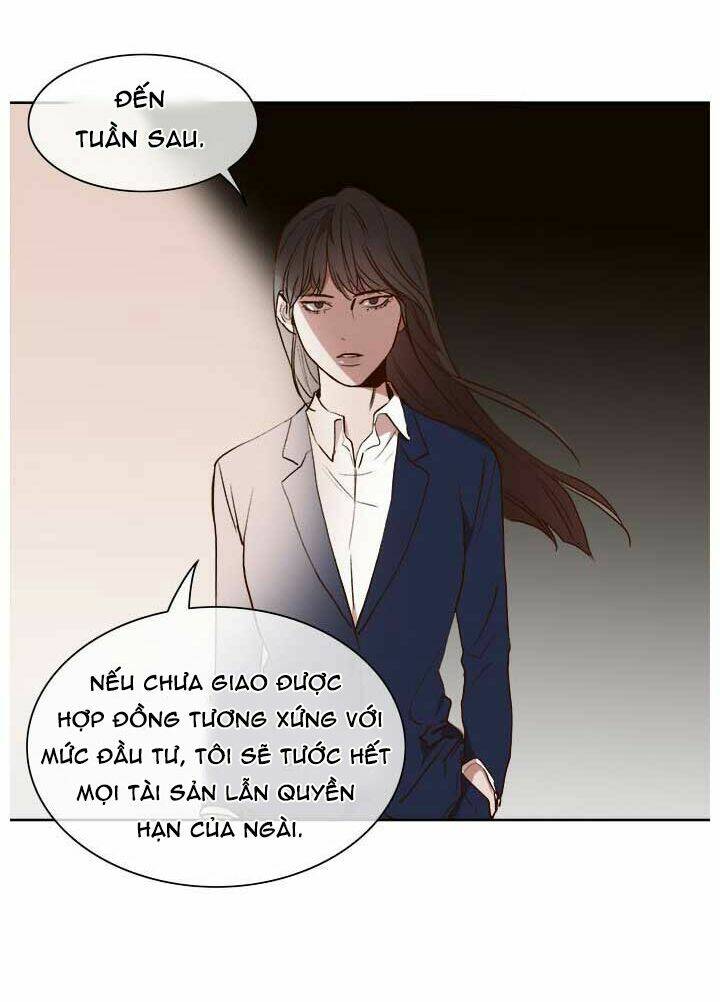 ĐẾN
TUẦN SAU.
NẾU CHƯA GIAO ĐƯỢC
HỢP ĐỒNG TƯƠNG XỨNG VỚI
MỨC ĐẦU TƯ, TÔI SẼ TƯỚC HẾT
MỌI TÀI SẢN LẪN QUYỀN
HẠN CỦA NGÀI.